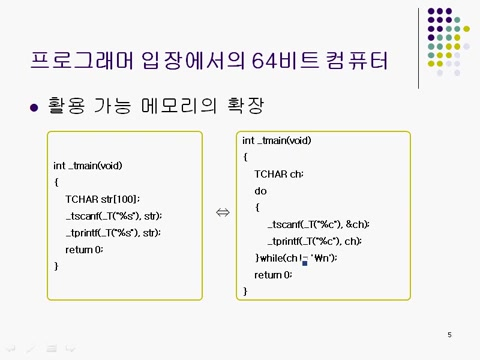 프로그래머 입장에서의 64비트 컴퓨터
활용 가능 메모리의 확장
int _tmain(void)
{
TCHAR str[100];
_tscanf(_T("%s"), str);
_tprintf(_T("%s"), str);
return 0;
}
⇔
int _tmain(void)
{
TCHAR ch;
do
{
_tscanf(_T("%c"), &ch);
_tprintf(_T("%c"), ch);
}while(ch != '₩n');
return 0;
}
5